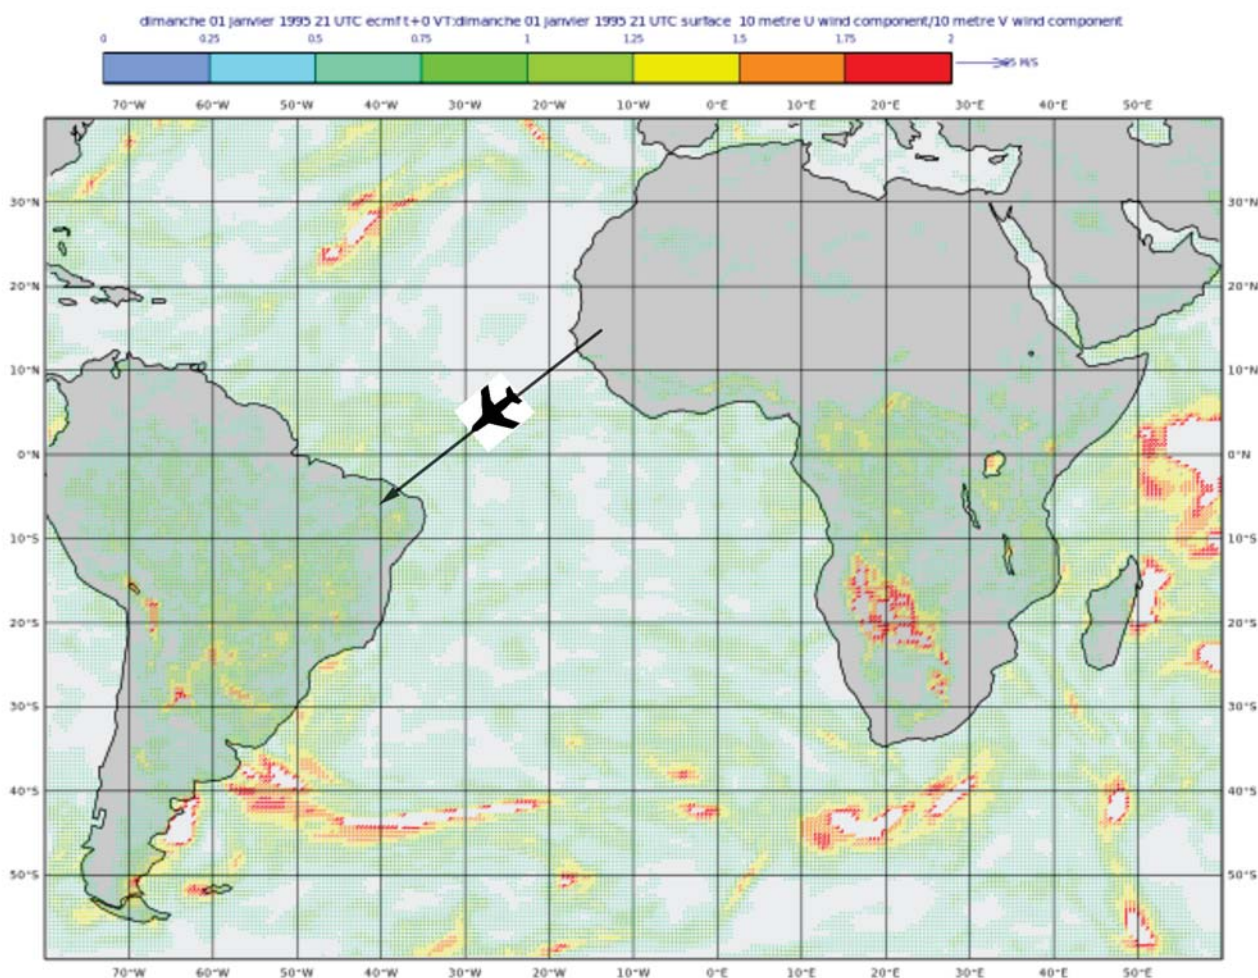 dimanche 01 janvier 1995 21 UTC ecmf t+0 VT:dimanche 01 janvier 1995 21 UTC surface 10 metre U wind component/10 metre V wind component
0 0.25 0.5 0.75 1 1.25 1.5 1.75 2
M/S
70°W 60°W 50°W 40°W 30°W 20°W 10°W 0°E 10°E 20°E 30°E 40°E 50°E
30°N 30°N
20°N 20°N
10°N 10°N
0°N 0°N
10°S 10°S
20°S 20°S
30°S 30°S
40°S 40°S
50°S 50°S
70°W 60°W 50°W 40°W 30°W 20°W 10°W 0°E 10°E 20°E 30°E 40°E 50°E